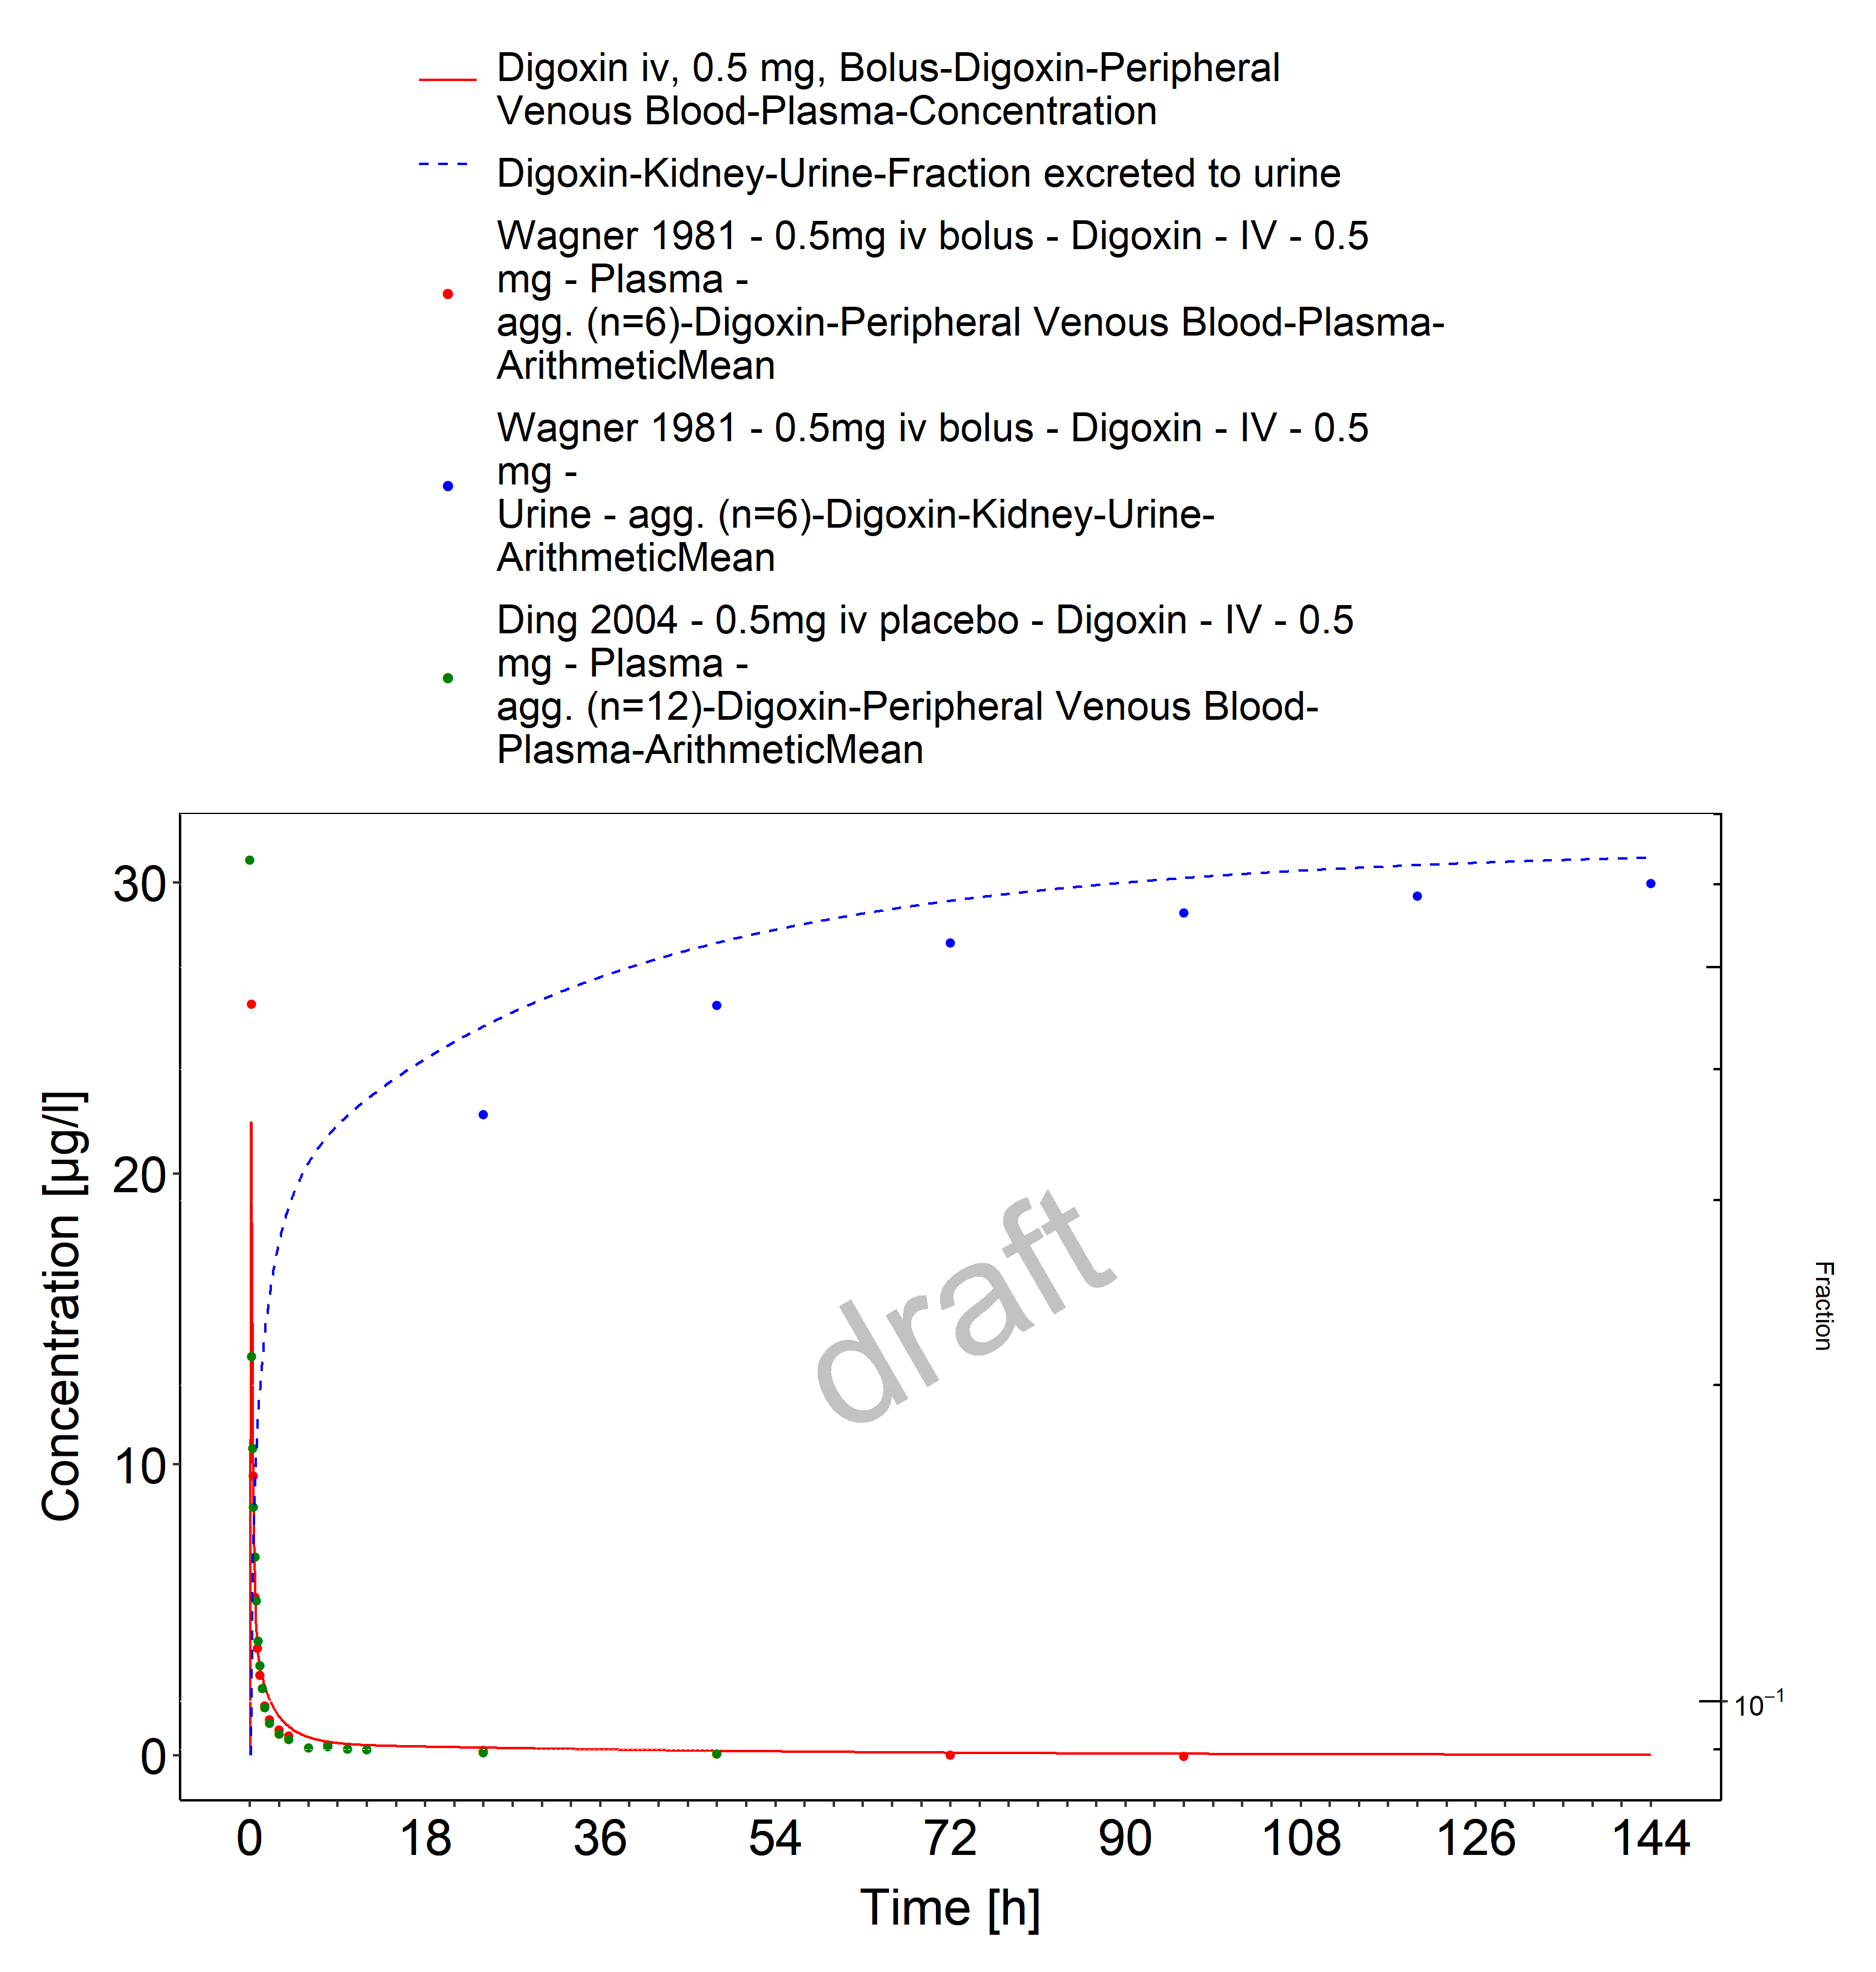 Digoxin iv, 0.5 mg, Bolus-Digoxin-Peripheral
Venous Blood-Plasma-Concentration
Digoxin-Kidney-Urine-Fraction excreted to urine
Wagner 1981 - 0.5mg iv bolus - Digoxin - IV - 0.5
mg - Plasma -
agg. (n=6)-Digoxin-Peripheral Venous Blood-Plasma-
ArithmeticMean
Wagner 1981 - 0.5mg iv bolus - Digoxin - IV - 0.5
mg -
Urine - agg. (n=6)-Digoxin-Kidney-Urine-
ArithmeticMean
Ding 2004 - 0.5mg iv placebo - Digoxin - IV - 0.5
mg - Plasma -
agg. (n=12)-Digoxin-Peripheral Venous Blood-
Plasma-ArithmeticMean
Concentration [µg/l]
30
20
10
0
draft
Fraction
10⁻¹
0 18 36 54 72 90 108 126 144
Time [h]